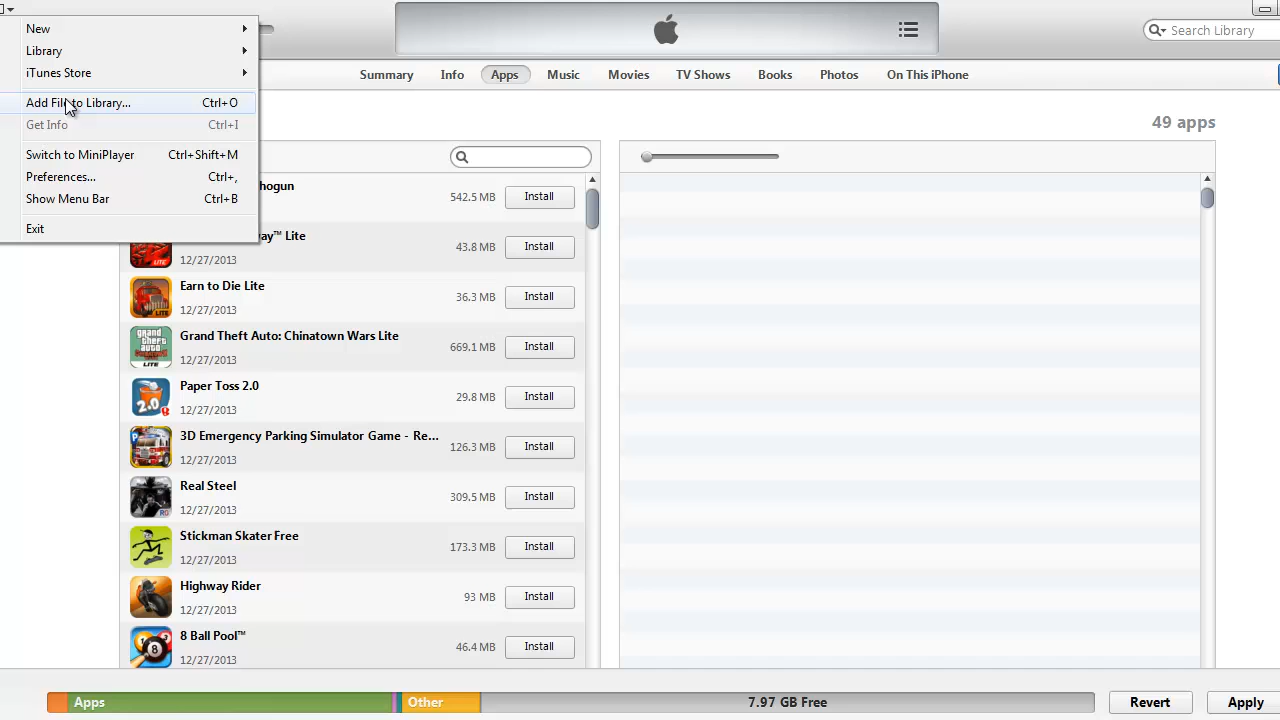 New
Library
iTunes Store
Add File to Library... Ctrl+O
Get Info Ctrl+I
Switch to MiniPlayer Ctrl+Shift+M
Preferences... Ctrl+,
Show Menu Bar Ctrl+B
Exit
Search Library
Summary Info Apps Music Movies TV Shows Books Photos On This iPhone
49 apps
hogun
542.5 MB Install
ay™ Lite
12/27/2013
43.8 MB Install
Earn to Die Lite
12/27/2013
36.3 MB Install
Grand Theft Auto: Chinatown Wars Lite
12/27/2013
669.1 MB Install
Paper Toss 2.0
12/27/2013
29.8 MB Install
3D Emergency Parking Simulator Game - Re...
12/27/2013
126.3 MB Install
Real Steel
12/27/2013
309.5 MB Install
Stickman Skater Free
12/27/2013
173.3 MB Install
Highway Rider
12/27/2013
93 MB Install
8 Ball Pool™
12/27/2013
46.4 MB Install
Apps Other 7.97 GB Free Revert Apply